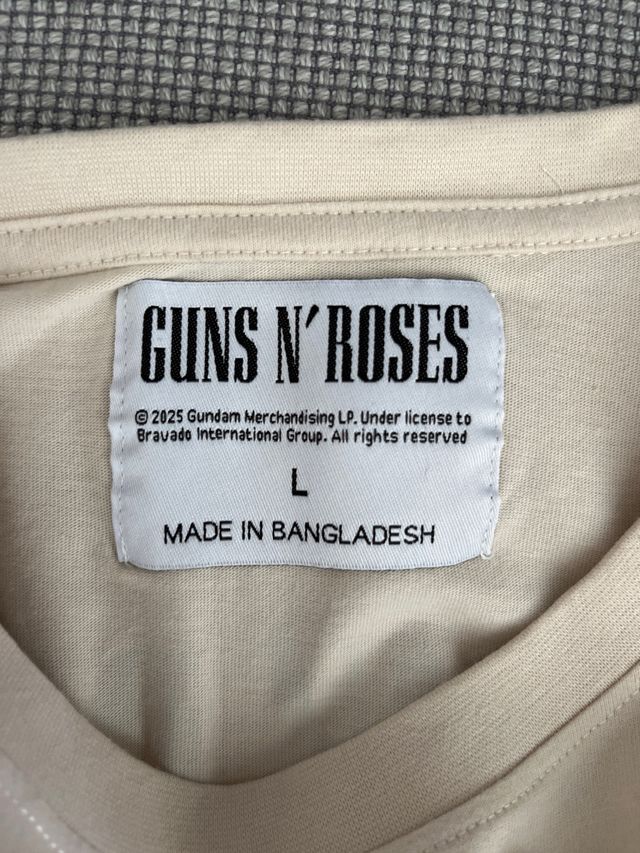 GUNS N' ROSES
© 2025 Gundam Merchandising LP. Under license to
Bravado International Group. All rights reserved
L
MADE IN BANGLADESH